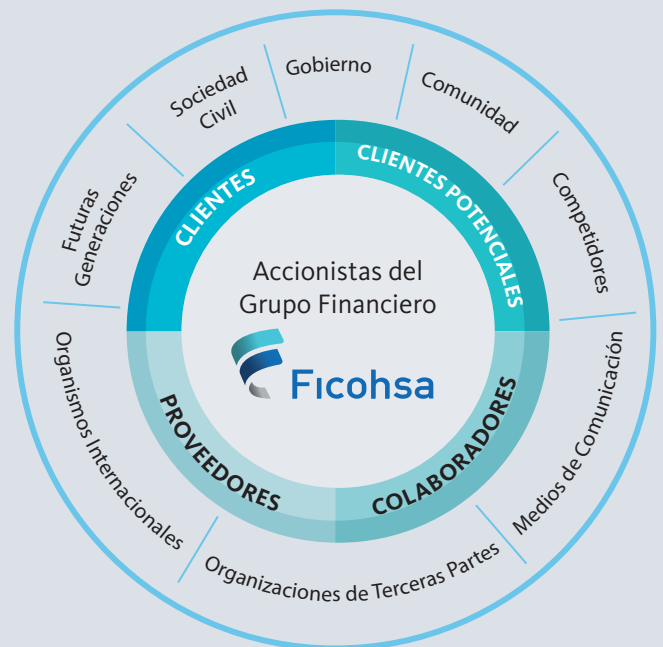 Gobierno
Comunidad
Competidores
Medios de Comunicación
Organizaciones de Terceras Partes
Organismos Internacionales
Futuras
Generaciones
Sociedad
Civil
CLIENTES
CLIENTES POTENCIALES
COLABORADORES
PROVEEDORES
Accionistas del
Grupo Financiero
Ficohsa